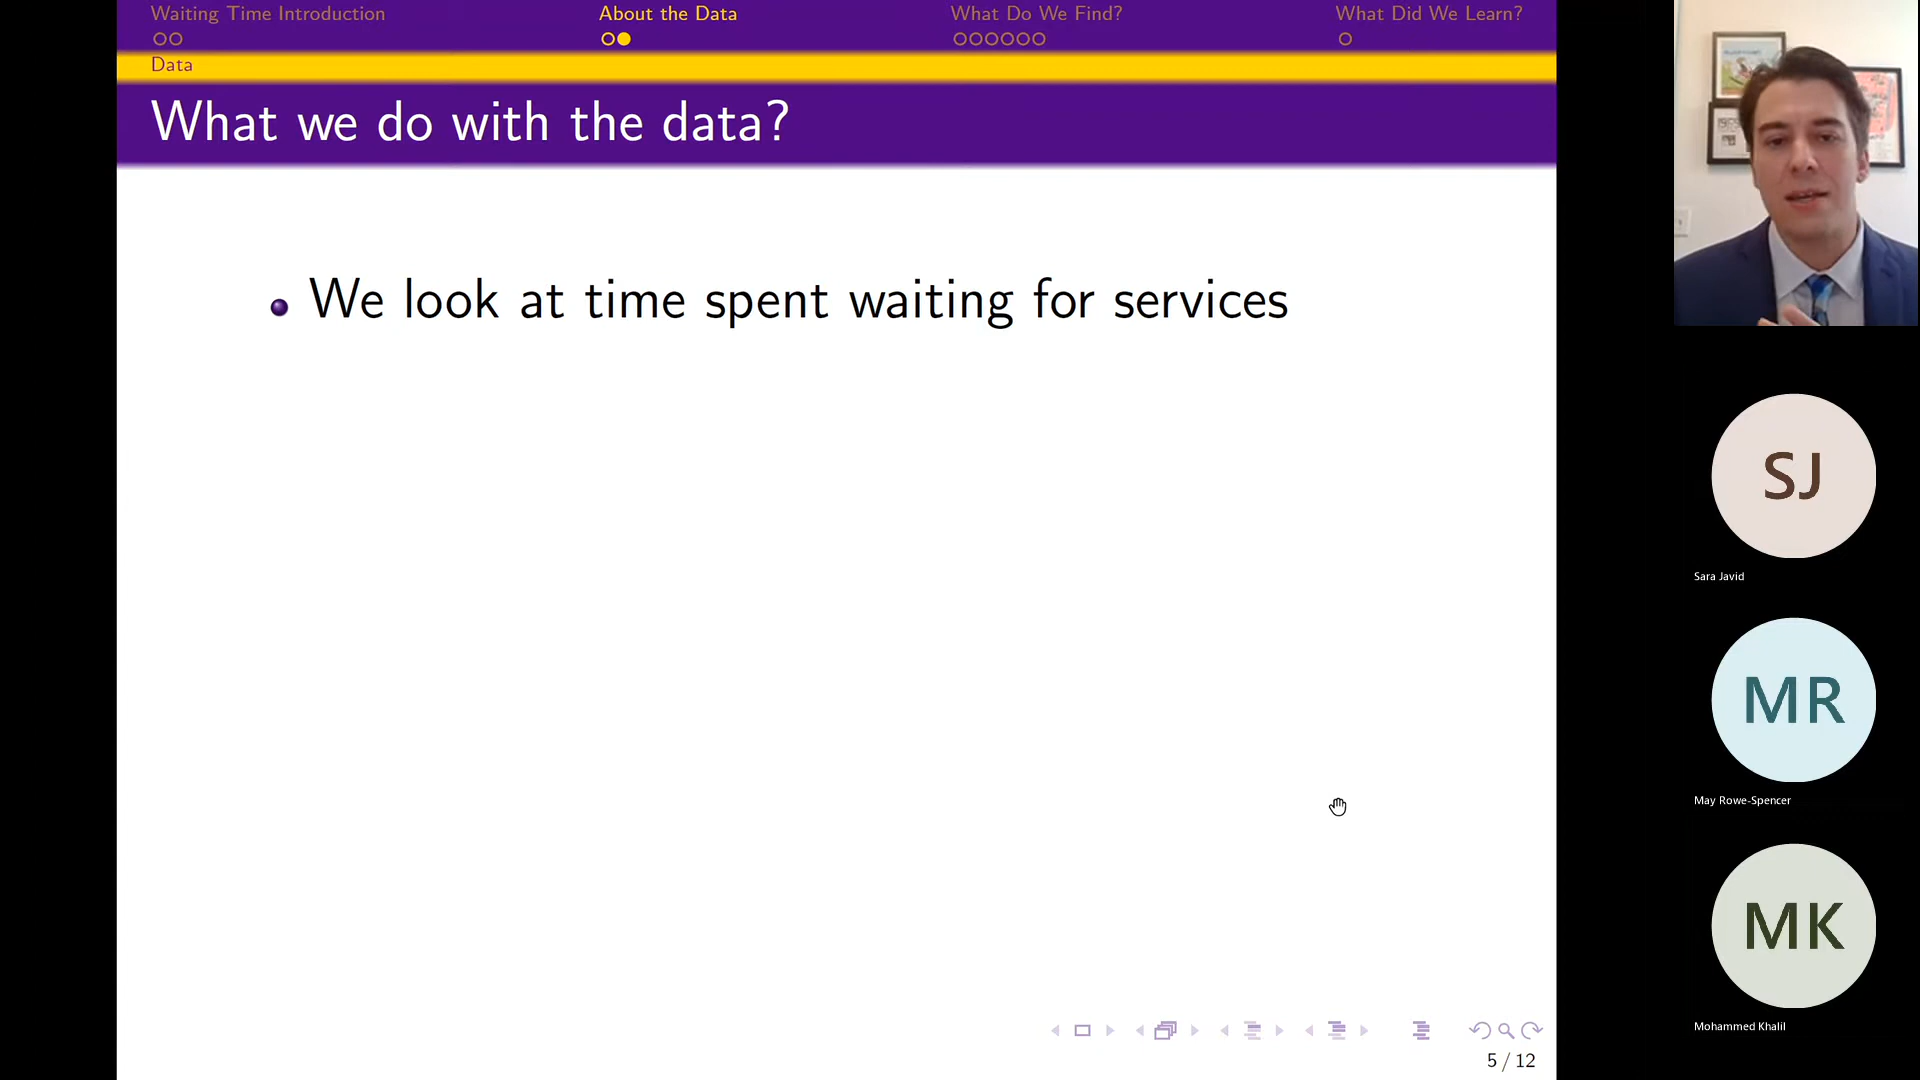 Waiting Time Introduction
About the Data
What Do We Find?
What Did We Learn?
Data
What we do with the data?
We look at time spent waiting for services
5 / 12
SJ
Sara Javid
MR
May Rowe-Spencer
MK
Mohammed Khalil